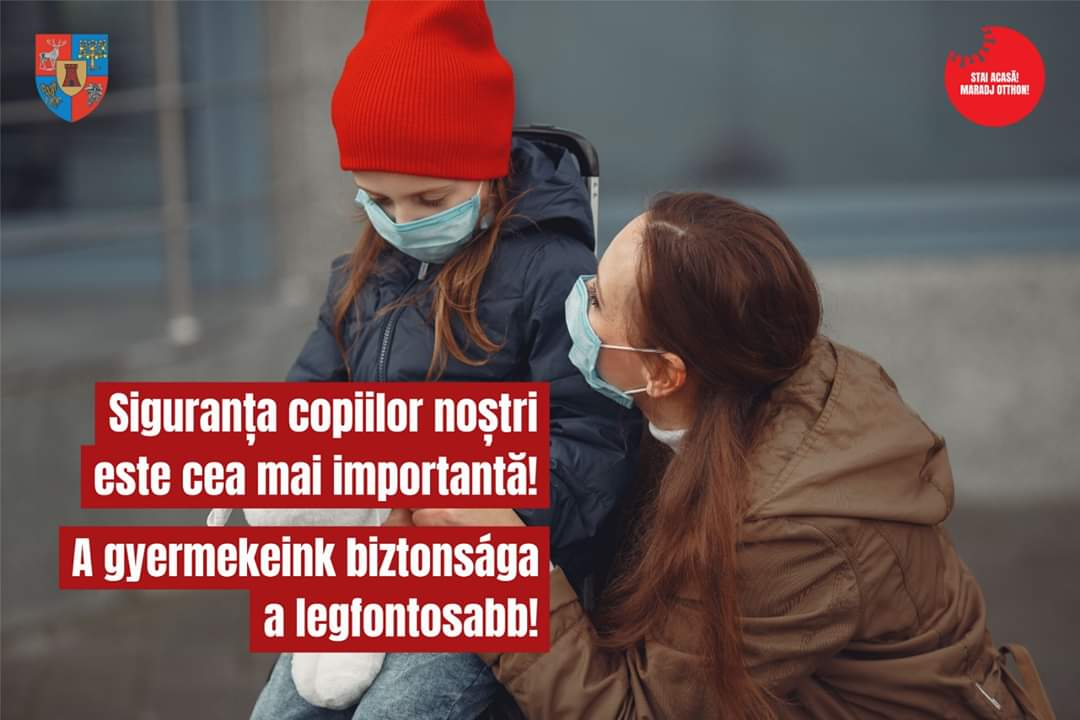 STAI ACASĂ!
MARADJ OTTHON!
Siguranța copiilor noștri
este cea mai importantă!
A gyermekeink biztonsága
a legfontosabb!